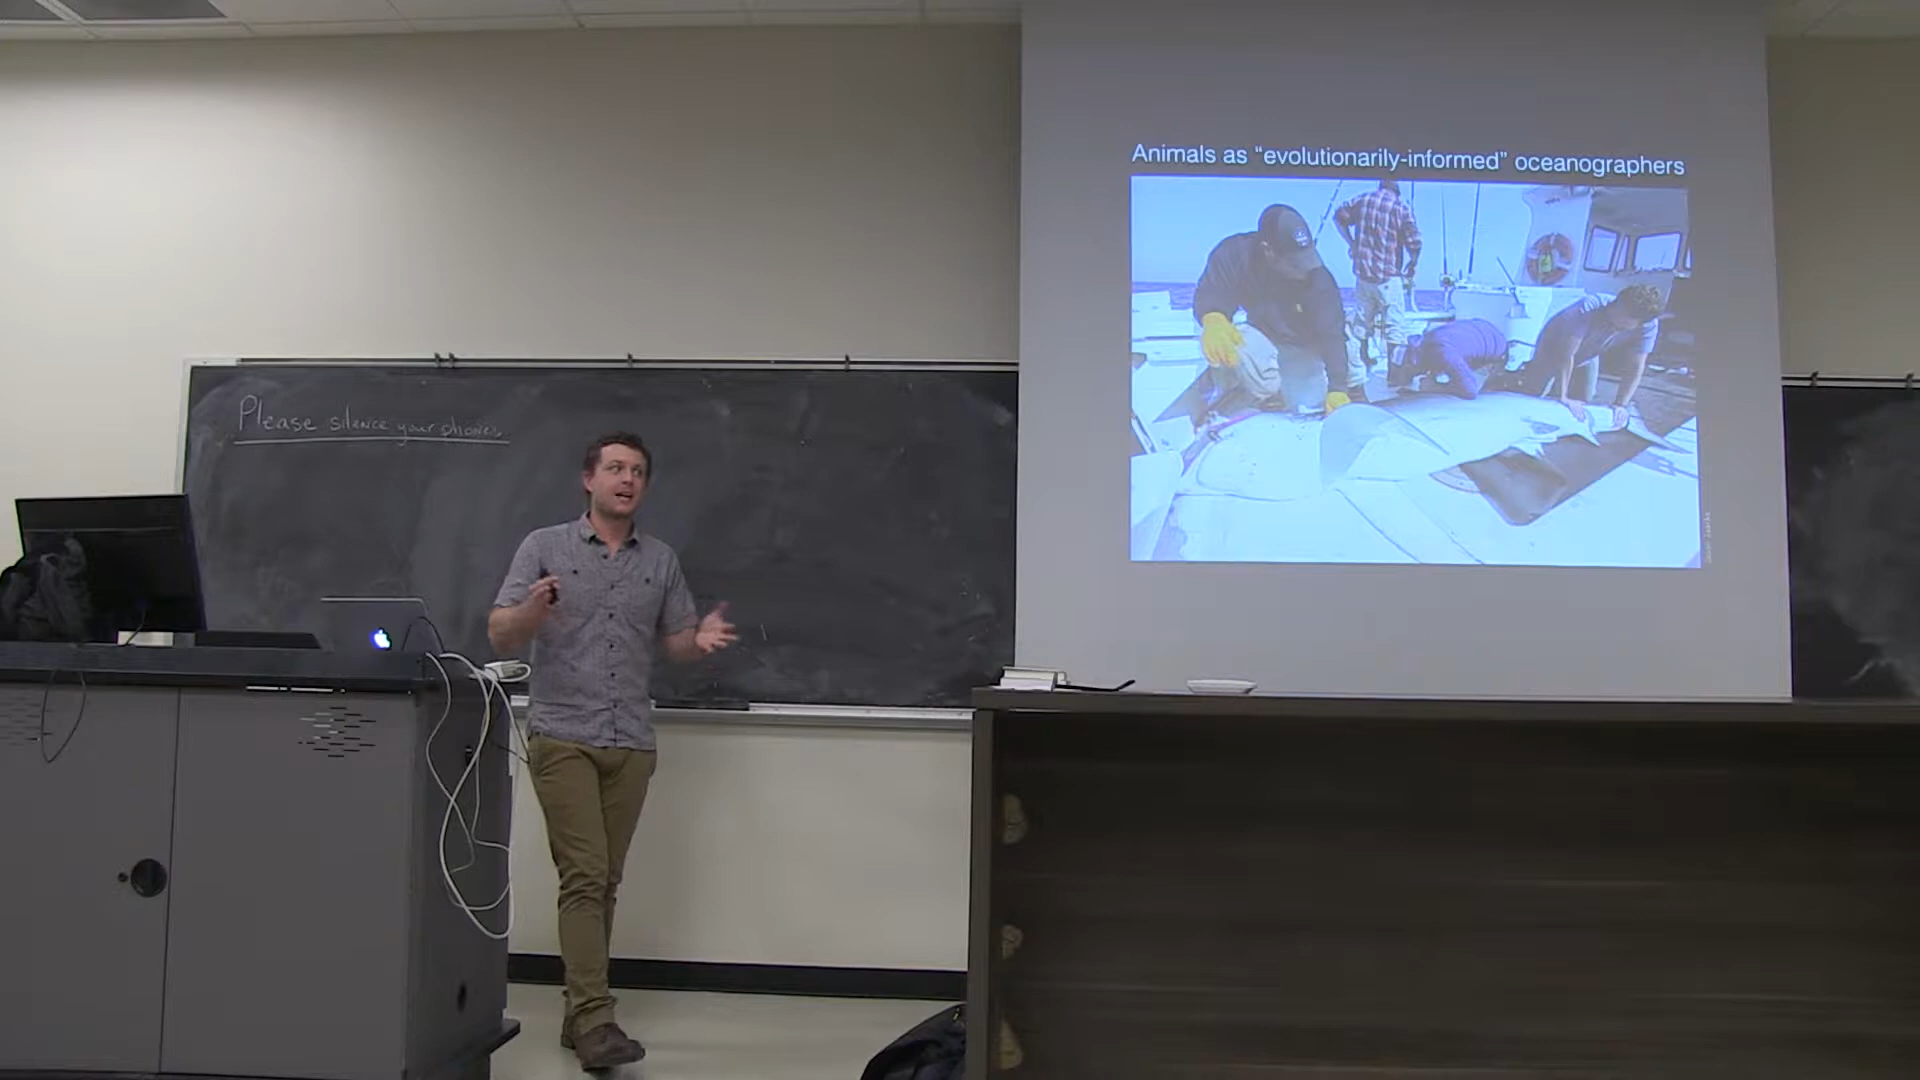 Please silence your phones.
Animals as “evolutionarily-informed” oceanographers